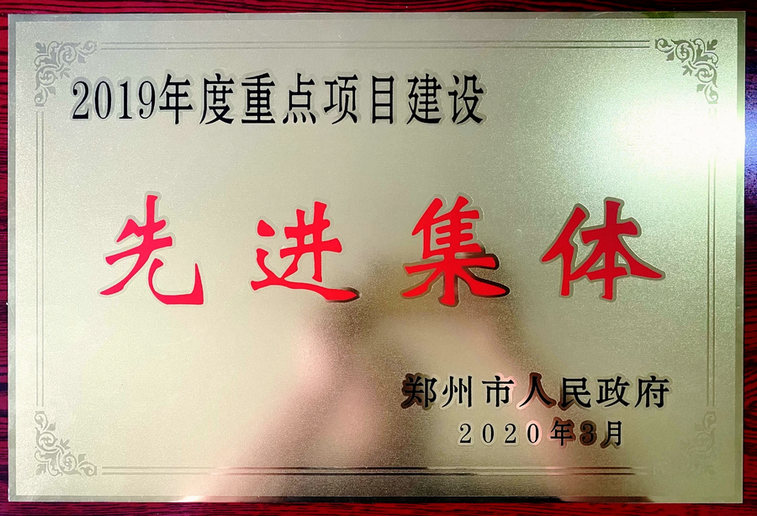 2019年度重点项目建设
先进集体
郑州市人民政府
2020年3月